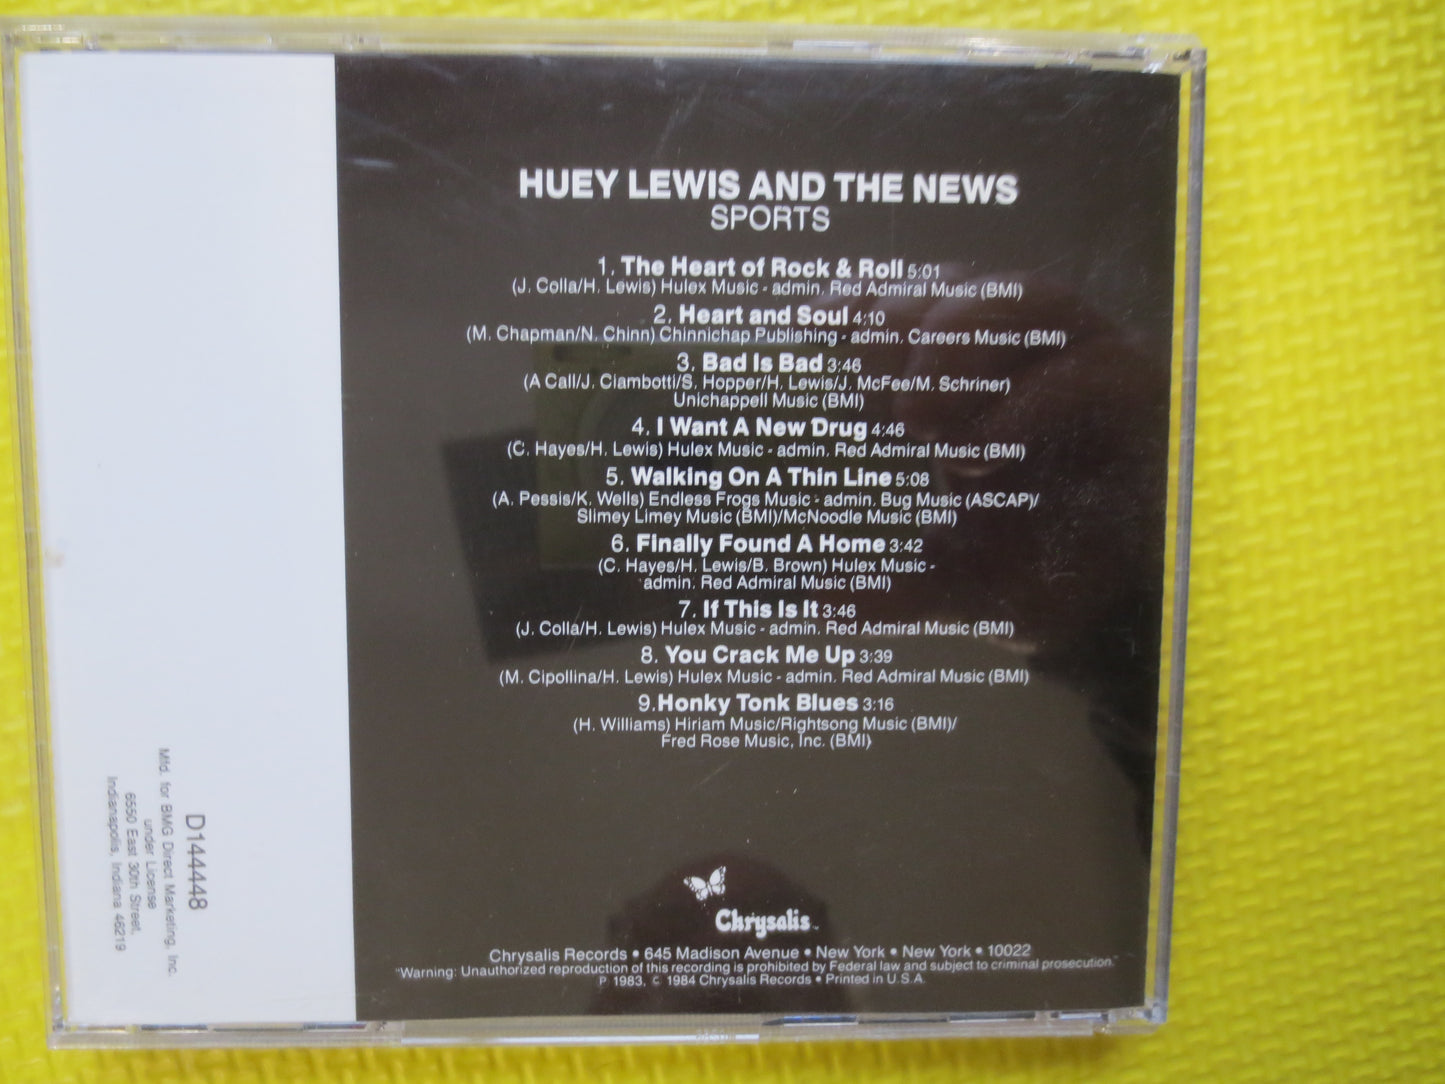 HUEY LEWIS AND THE NEWS
SPORTS
1. The Heart of Rock & Roll 5:01
(J. Colla/H. Lewis) Hulex Music - admin. Red Admiral Music (BMI)
2. Heart and Soul 4:10
(M. Chapman/N. Chinn) Chinnichap Publishing - admin. Careers Music (BMI)
3. Bad Is Bad 3:46
(A Call/J. Ciambotti/S. Hopper/H. Lewis/J. McFee/M. Schriner)
Unichappell Music (BMI)
4. I Want A New Drug 4:46
(C. Hayes/H. Lewis) Hulex Music - admin. Red Admiral Music (BMI)
5. Walking On A Thin Line 5:08
(A. Pessis/K. Wells) Endless Frogs Music - admin. Bug Music (ASCAP)/
Slimey Limey Music (BMI)/McNoodle Music (BMI)
6. Finally Found A Home 3:42
(C. Hayes/H. Lewis/B. Brown) Hulex Music -
admin. Red Admiral Music (BMI)
7. If This Is It 3:46
(J. Colla/H. Lewis) Hulex Music - admin. Red Admiral Music (BMI)
8. You Crack Me Up 3:39
(M. Cipollina/H. Lewis) Hulex Music - admin. Red Admiral Music (BMI)
9.Honky Tonk Blues 3:16
(H. Williams) Hiriam Music/Rightsong Music (BMI)/
Fred Rose Music, Inc. (BMI)
Chrysalis™
Chrysalis Records • 645 Madison Avenue • New York • New York • 10022
"Warning: Unauthorized reproduction of this recording is prohibited by Federal law and subject to criminal prosecution."
P 1983, C 1984 Chrysalis Records • Printed in U.S.A.
D144448
Mfd. for BMG Direct Marketing, Inc.
under License
6550 East 30th Street,
Indianapolis, Indiana 46219